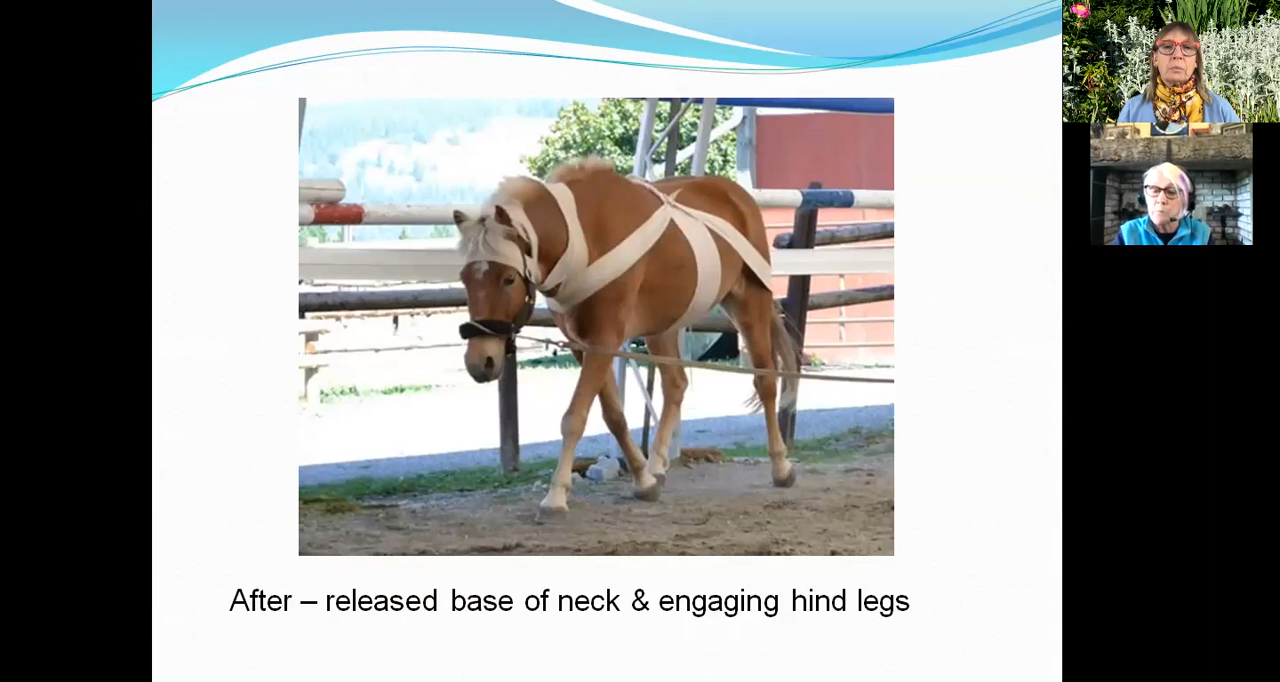 After – released base of neck & engaging hind legs